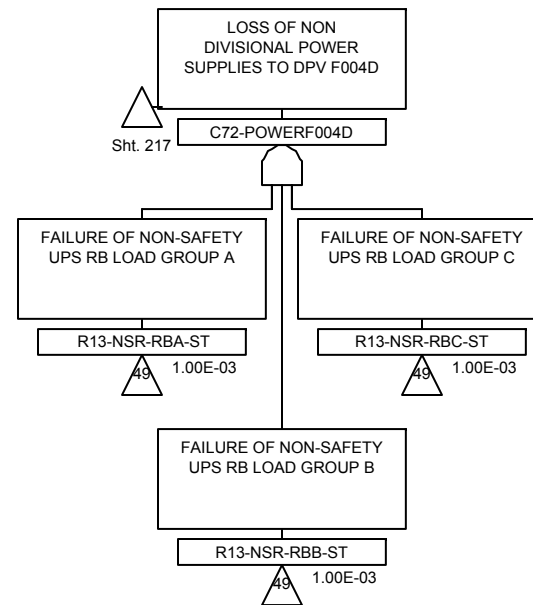 LOSS OF NON
DIVISIONAL POWER
SUPPLIES TO DPV F004D
C72-POWERF004D
Sht. 217
FAILURE OF NON-SAFETY
UPS RB LOAD GROUP A
R13-NSR-RBA-ST
49
1.00E-03
FAILURE OF NON-SAFETY
UPS RB LOAD GROUP C
R13-NSR-RBC-ST
49
1.00E-03
FAILURE OF NON-SAFETY
UPS RB LOAD GROUP B
R13-NSR-RBB-ST
49
1.00E-03